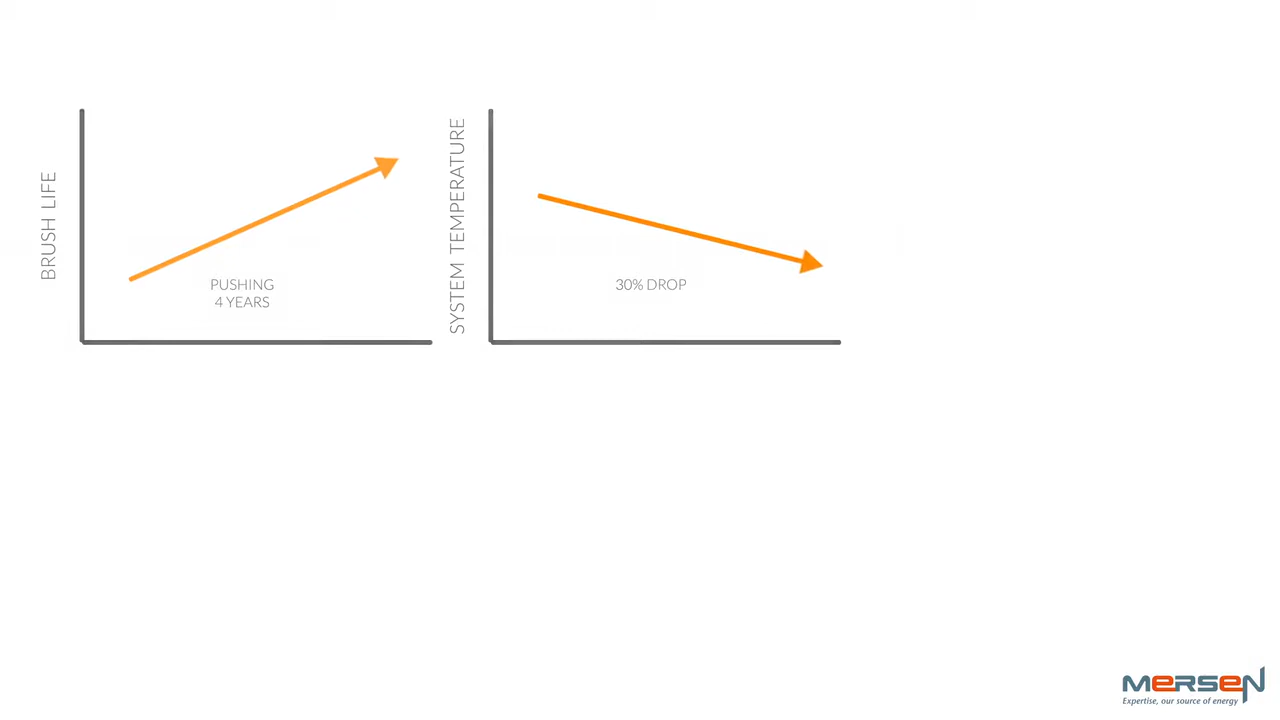 BRUSH LIFE
PUSHING
4 YEARS
SYSTEM TEMPERATURE
30% DROP
MERSEN
Expertise, our source of energy